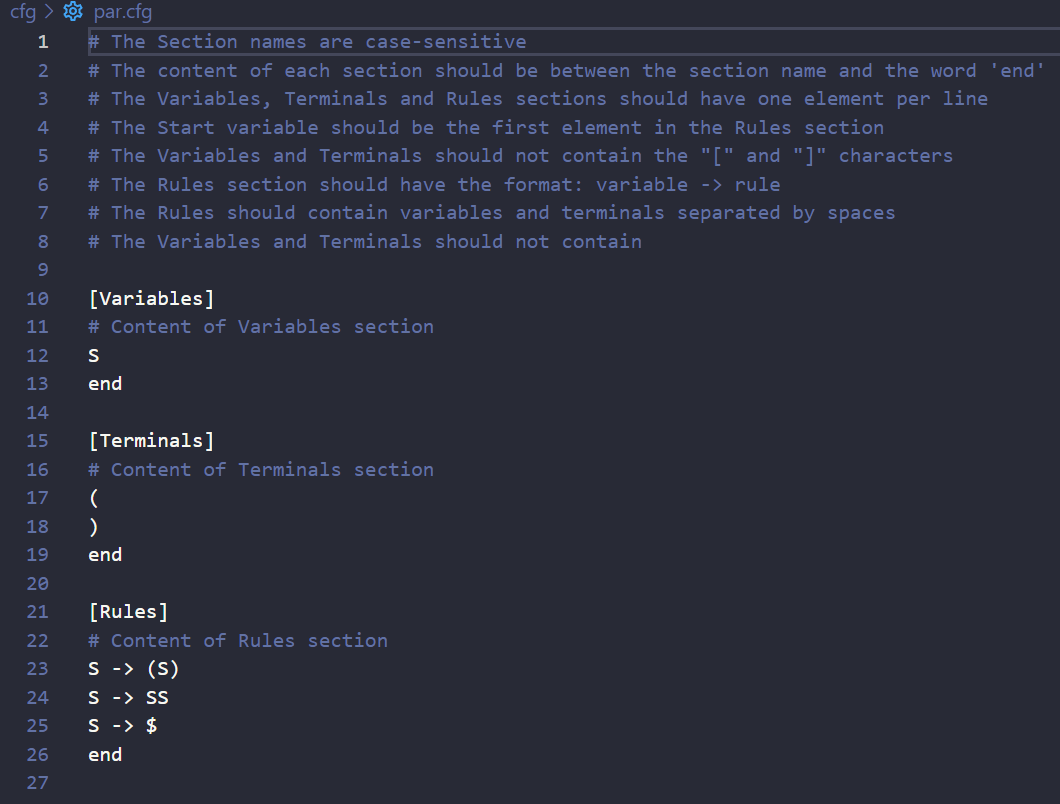 cfg > par.cfg
1 # The Section names are case-sensitive
2 # The content of each section should be between the section name and the word 'end'
3 # The Variables, Terminals and Rules sections should have one element per line
4 # The Start variable should be the first element in the Rules section
5 # The Variables and Terminals should not contain the "[" and "]" characters
6 # The Rules section should have the format: variable -> rule
7 # The Rules should contain variables and terminals separated by spaces
8 # The Variables and Terminals should not contain
9
10 [Variables]
11 # Content of Variables section
12 S
13 end
14
15 [Terminals]
16 # Content of Terminals section
17 (
18 )
19 end
20
21 [Rules]
22 # Content of Rules section
23 S -> (S)
24 S -> SS
25 S -> $
26 end
27